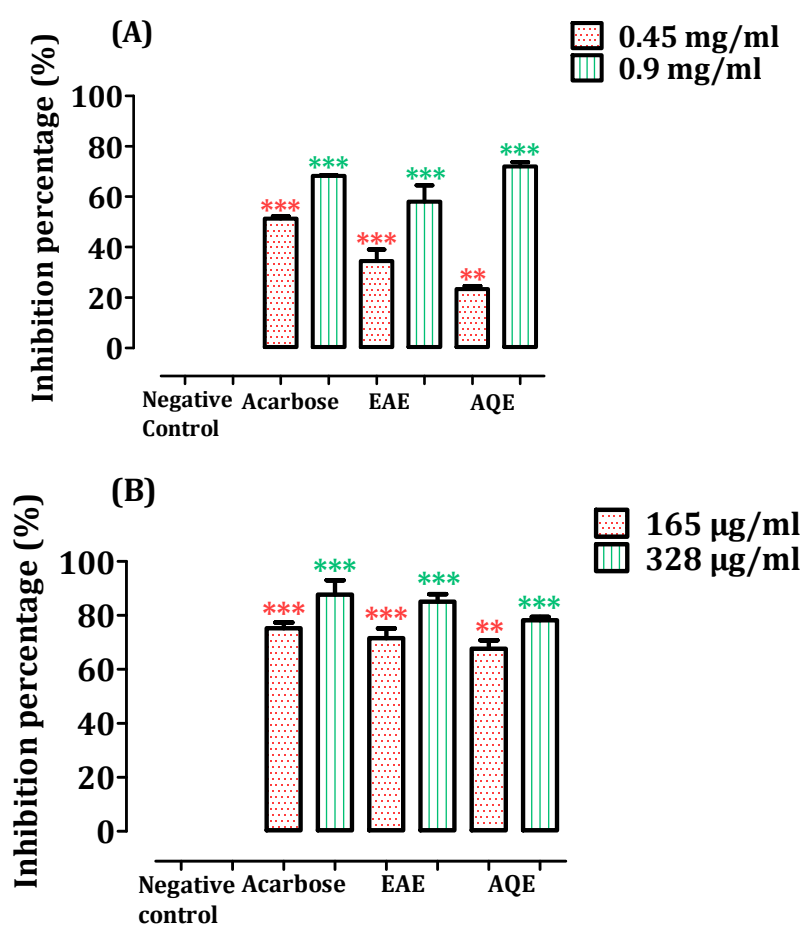 (A)
0.45 mg/ml
0.9 mg/ml
Inhibition percentage (%)
100
80
60
40
20
0
***
***
***
***
**
***
Negative Control
Acarbose
EAE
AQE
(B)
165 µg/ml
328 µg/ml
Inhibition percentage (%)
100
80
60
40
20
0
***
***
***
***
**
***
Negative
control
Acarbose
EAE
AQE